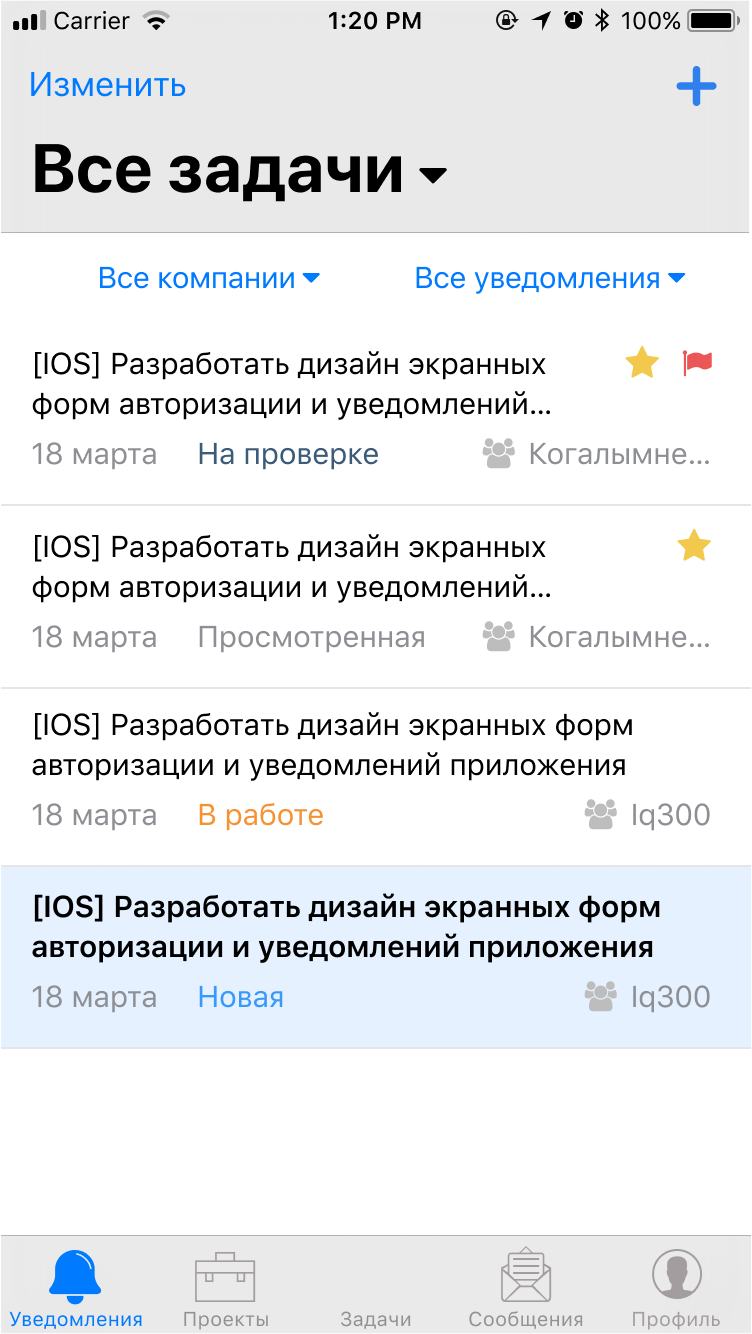 Carrier 1:20 PM 100%
Изменить
Все задачи
Все компании Все уведомления
[IOS] Разработать дизайн экранных
форм авторизации и уведомлений...
18 марта На проверке Когалымне...
[IOS] Разработать дизайн экранных
форм авторизации и уведомлений...
18 марта Просмотренная Когалымне...
[IOS] Разработать дизайн экранных форм
авторизации и уведомлений приложения
18 марта В работе Iq300
[IOS] Разработать дизайн экранных форм
авторизации и уведомлений приложения
18 марта Новая Iq300
Уведомления Проекты Задачи Сообщения Профиль